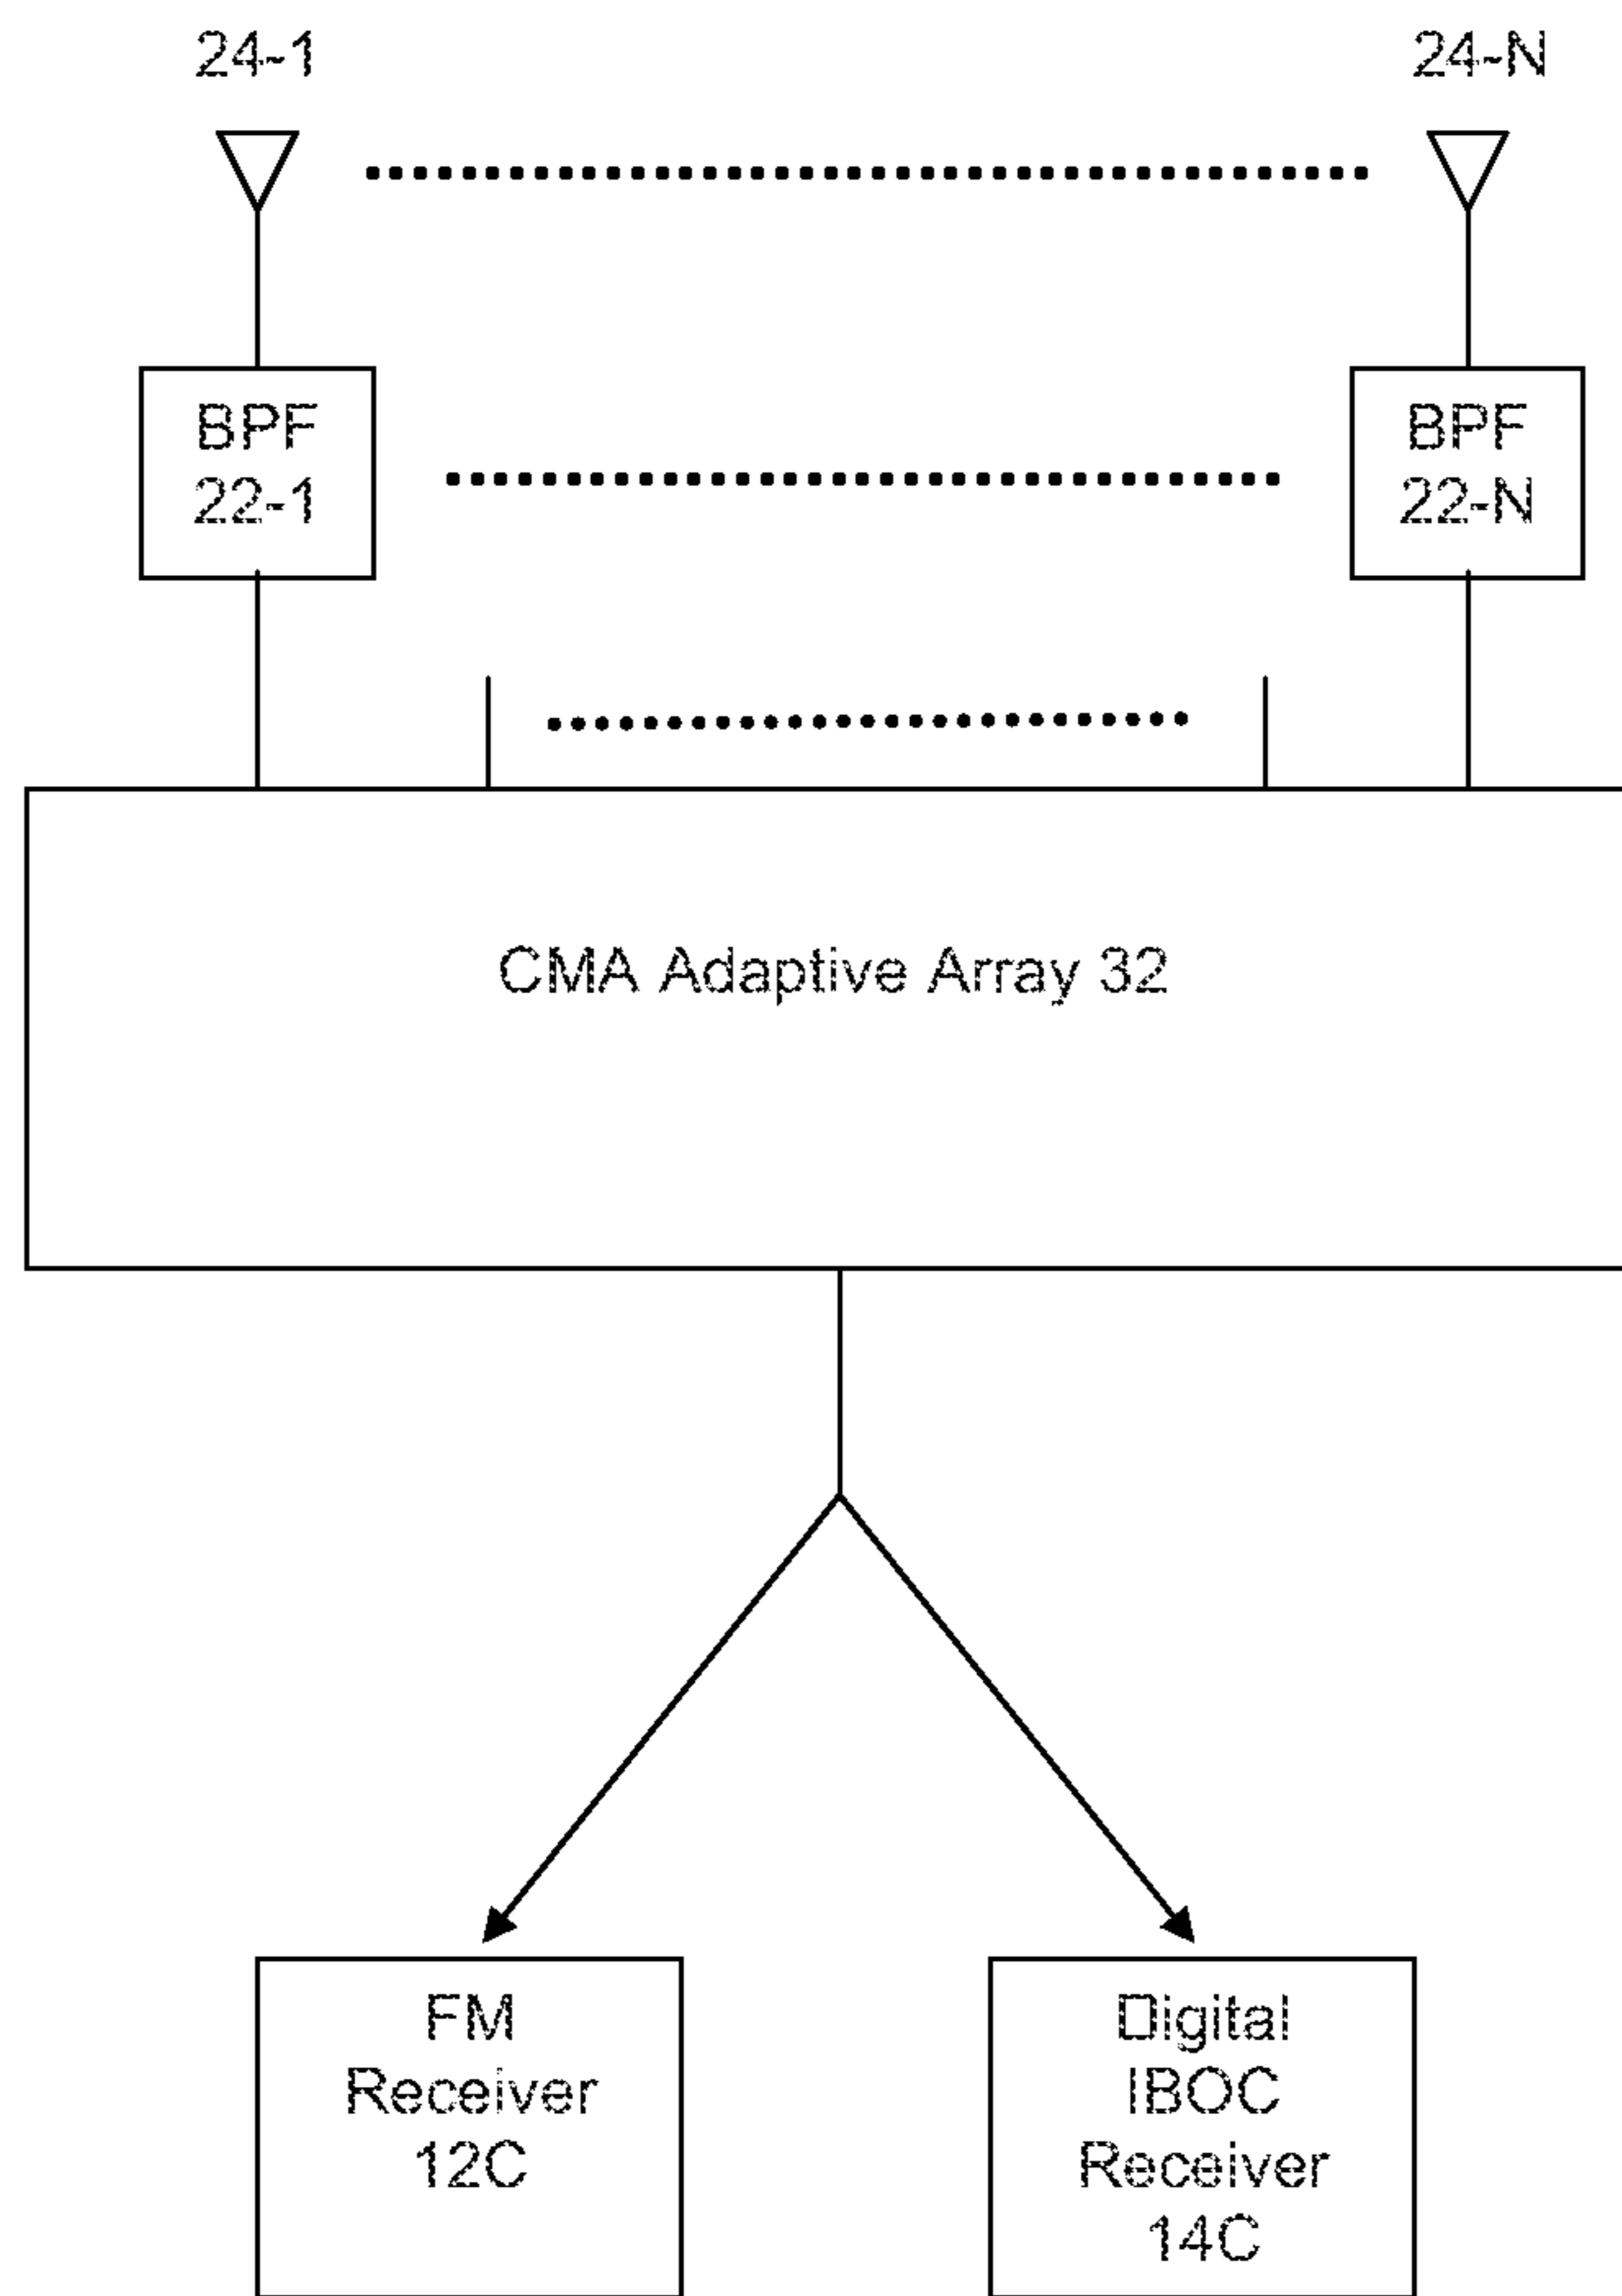 24-1
24-N
BPF
22-1
BPF
22-N
CMA Adaptive Array 32
FM
Receiver
12C
Digital
IBOC
Receiver
14C